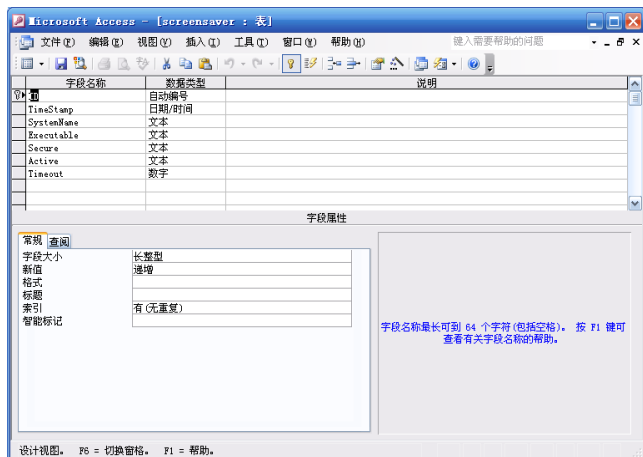 Microsoft Access - [screensaver : 表]
文件(F) 编辑(E) 视图(V) 插入(I) 工具(T) 窗口(W) 帮助(H) 键入需要帮助的问题
字段名称 数据类型 说明
ID 自动编号
TimeStamp 日期/时间
SystemName 文本
Executable 文本
Secure 文本
Active 文本
Timeout 数字
字段属性
常规 查阅
字段大小 长整型
新值 递增
格式
标题
索引 有(无重复)
智能标记
字段名称最长可到 64 个字符(包括空格)。 按 F1 键可
查看有关字段名称的帮助。
设计视图。 F6 = 切换窗格。 F1 = 帮助。